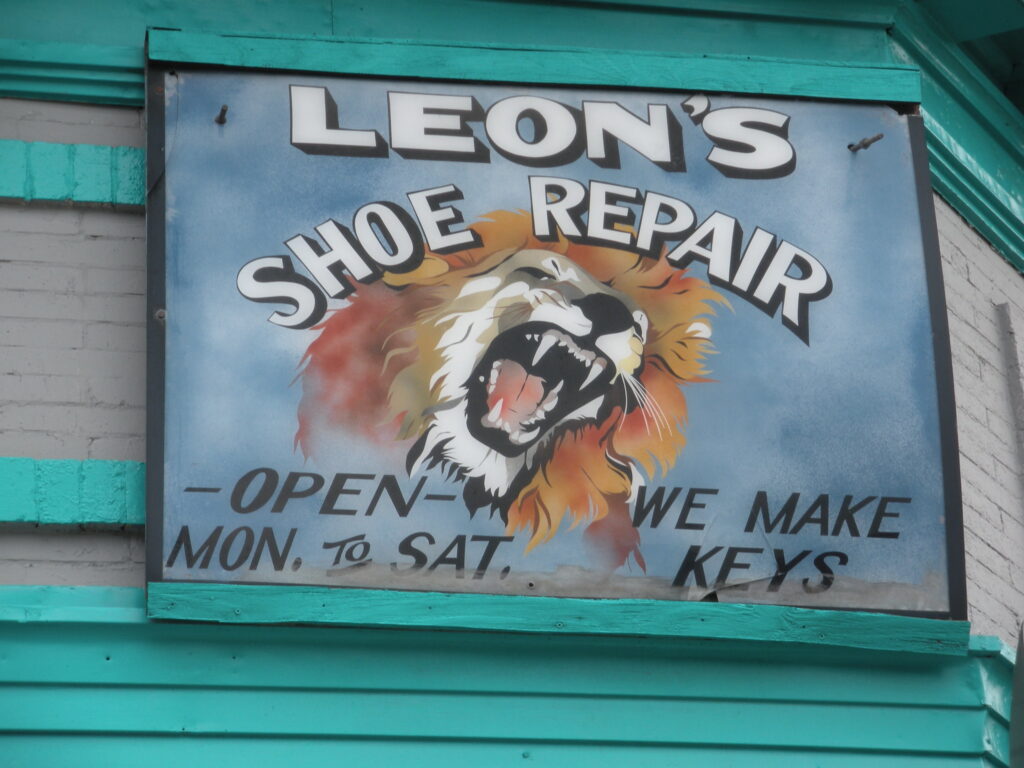 LEON'S
SHOE REPAIR
-OPEN-
MON. TO SAT.
WE MAKE
KEYS